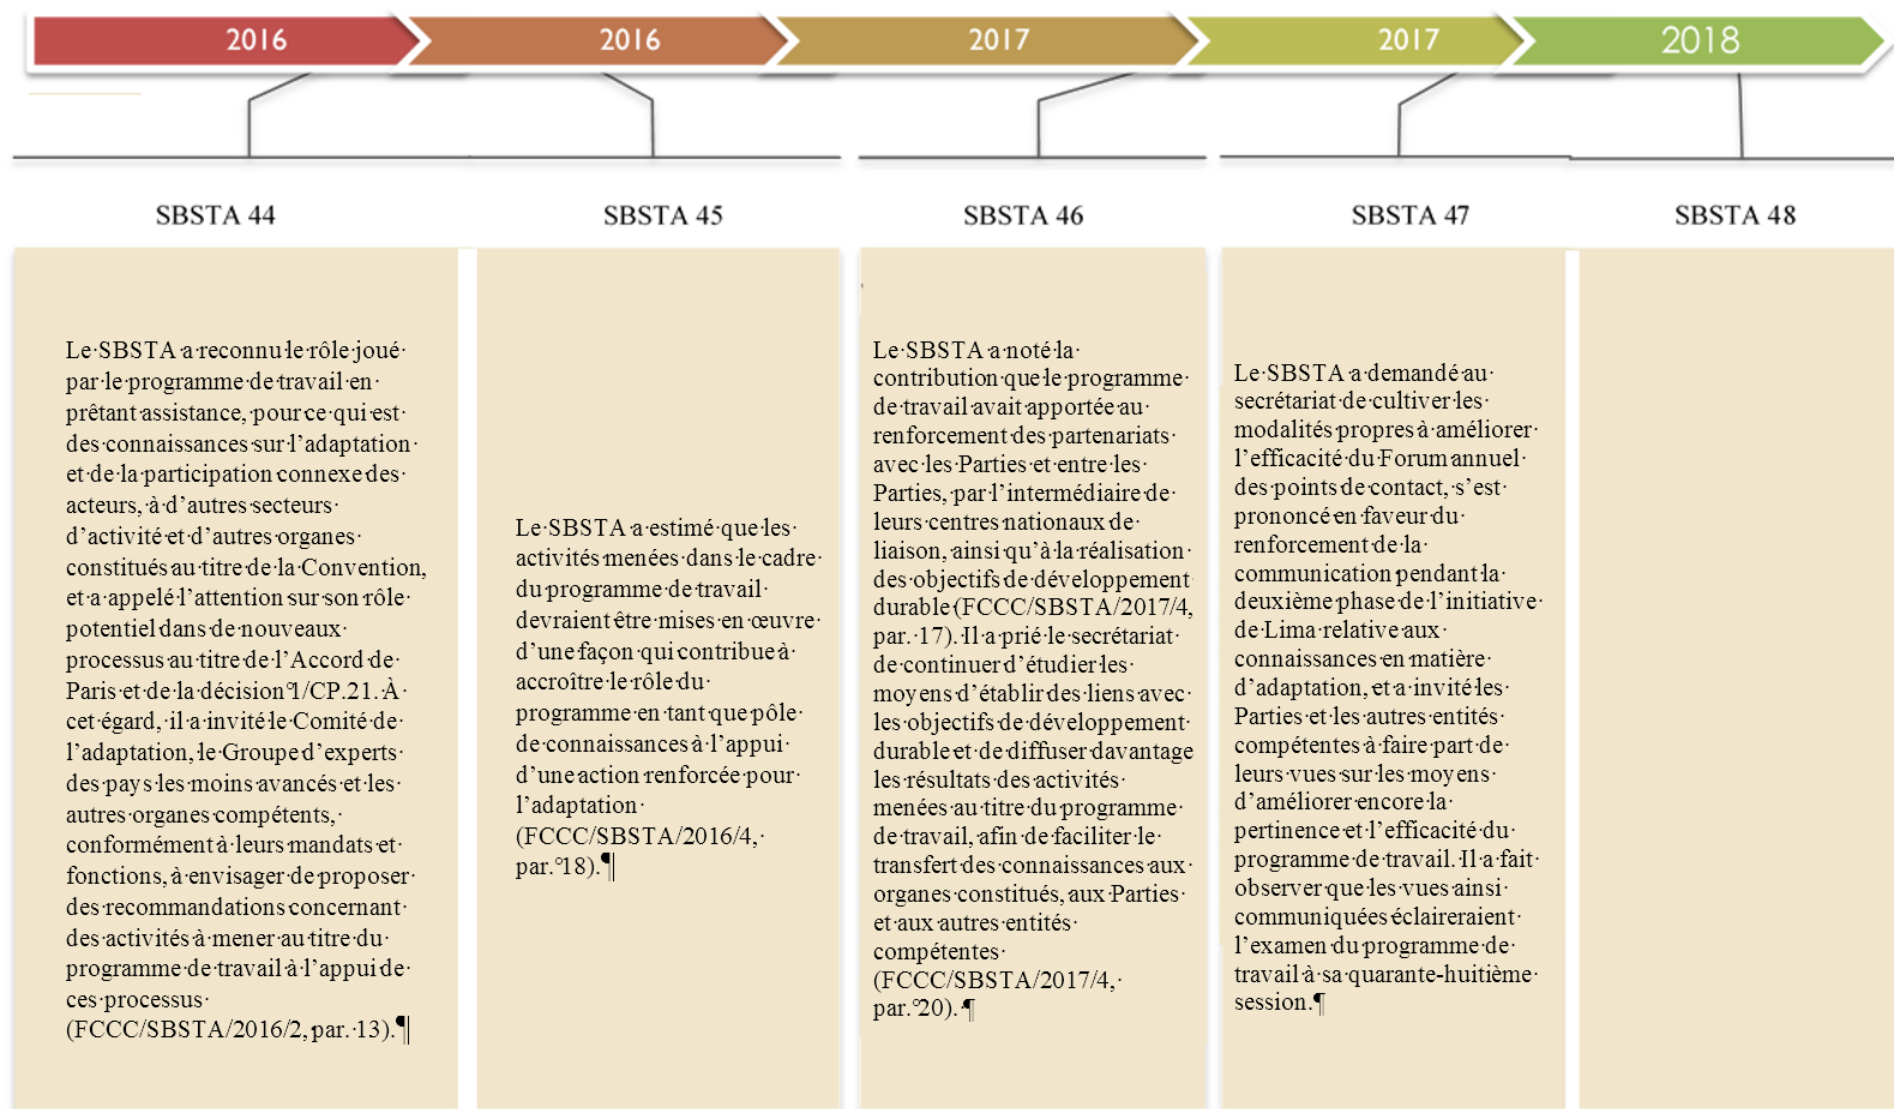 2016
2016
2017
2017
2018
SBSTA 44
SBSTA 45
SBSTA 46
SBSTA 47
SBSTA 48
Le·SBSTA·a·reconnu·le·rôle·joué·
par·le·programme·de·travail·en·
prêtant·assistance,·pour·ce·qui·est·
des·connaissances·sur·l’adaptation·
et·de·la·participation·connexe·des·
acteurs,·à·d’autres·secteurs·
d’activité·et·d’autres·organes·
constitués·au·titre·de·la·Convention,
et·a·appelé·l’attention·sur·son·rôle·
potentiel·dans·de·nouveaux·
processus·au·titre·de·l’Accord·de·
Paris·et·de·la·décision°1/CP.21.·À·
cet·égard,·il·a·invité·le·Comité·de·
l’adaptation,·le·Groupe·d’experts·
des·pays·les·moins·avancés·et·les·
autres·organes·compétents,·
conformément·à·leurs·mandats·et·
fonctions,·à·envisager·de·proposer·
des·recommandations·concernant·
des·activités·à·mener·au·titre·du·
programme·de·travail·à·l’appui·de·
ces·processus·
(FCCC/SBSTA/2016/2,·par.·13).¶
Le·SBSTA·a·estimé·que·les·
activités·menées·dans·le·cadre·
du·programme·de·travail·
devraient·être·mises·en·œuvre·
d’une·façon·qui·contribue·à·
accroître·le·rôle·du·
programme·en·tant·que·pôle·
de·connaissances·à·l’appui·
d’une·action·renforcée·pour·
l’adaptation·
(FCCC/SBSTA/2016/4,·
par.°18).¶
Le·SBSTA·a·noté·la·
contribution·que·le·programme·
de·travail·avait·apportée·au·
renforcement·des·partenariats·
avec·les·Parties·et·entre·les·
Parties,·par·l’intermédiaire·de·
leurs·centres·nationaux·de·
liaison,·ainsi·qu’à·la·réalisation·
des·objectifs·de·développement·
durable·(FCCC/SBSTA/2017/4,
par.·17).·Il·a·prié·le·secrétariat·
de·continuer·d’étudier·les·
moyens·d’établir·des·liens·avec·
les·objectifs·de·développement·
durable·et·de·diffuser·davantage
les·résultats·des·activités·
menées·au·titre·du·programme·
de·travail,·afin·de·faciliter·le·
transfert·des·connaissances·aux·
organes·constitués,·aux·Parties·
et·aux·autres·entités·
compétentes·
(FCCC/SBSTA/2017/4,·
par.°20).·¶
Le·SBSTA·a·demandé·au·
secrétariat·de·cultiver·les·
modalités·propres·à·améliorer·
l’efficacité·du·Forum·annuel·
des·points·de·contact,·s’est·
prononcé·en·faveur·du·
renforcement·de·la·
communication·pendant·la·
deuxième·phase·de·l’initiative·
de·Lima·relative·aux·
connaissances·en·matière·
d’adaptation,·et·a·invité·les·
Parties·et·les·autres·entités·
compétentes·à·faire·part·de·
leurs·vues·sur·les·moyens·
d’améliorer·encore·la·
pertinence·et·l’efficacité·du·
programme·de·travail.·Il·a·fait·
observer·que·les·vues·ainsi·
communiquées·éclaireraient·
l’examen·du·programme·de·
travail·à·sa·quarante-huitième·
session.¶